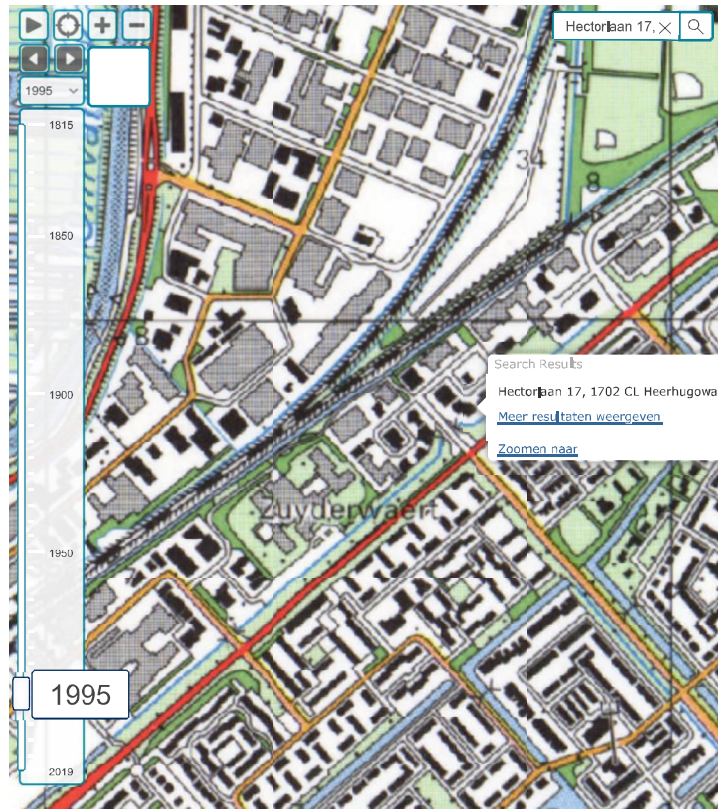 Hectorlaan 17,
1995
1815
1850
1900
1950
1995
2019
34
8
8
Search Results
Hectorlaan 17, 1702 CL Heerhugowa
Meer resultaten weergeven
Zoomen naar
Zuyderwaert